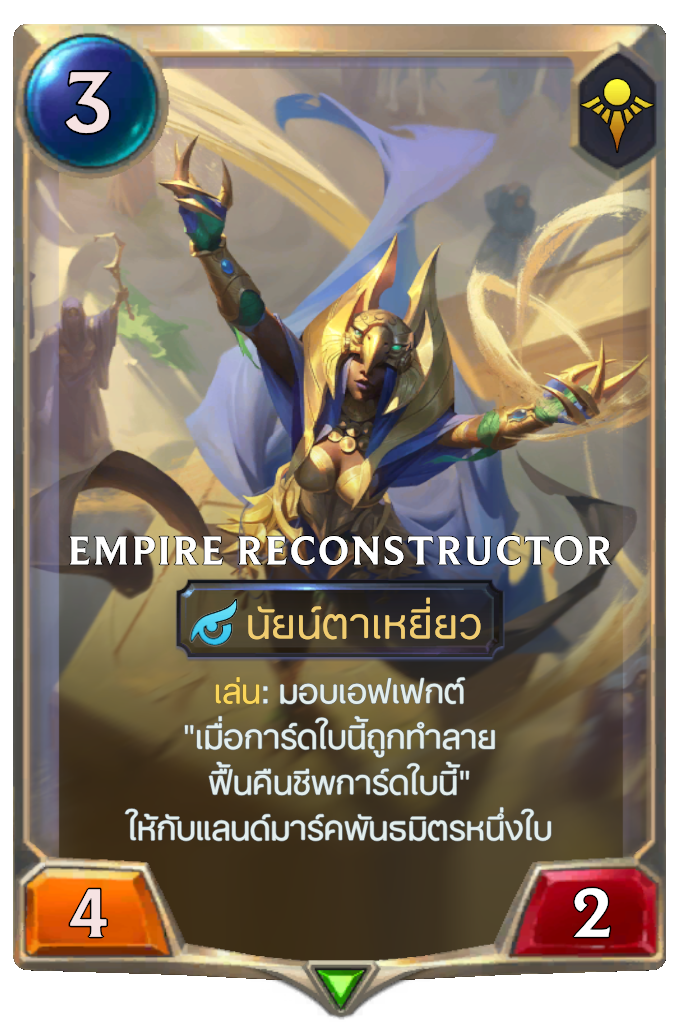 3
EMPIRE RECONSTRUCTOR
นัยน์ตาเหยี่ยว
เล่น: มอบเอฟเฟกต์
"เมื่อการ์ดใบนี้ถูกทำลาย
ฟื้นคืนชีพการ์ดใบนี้"
ให้กับแลนด์มาร์คพันธมิตรหนึ่งใบ
4
2